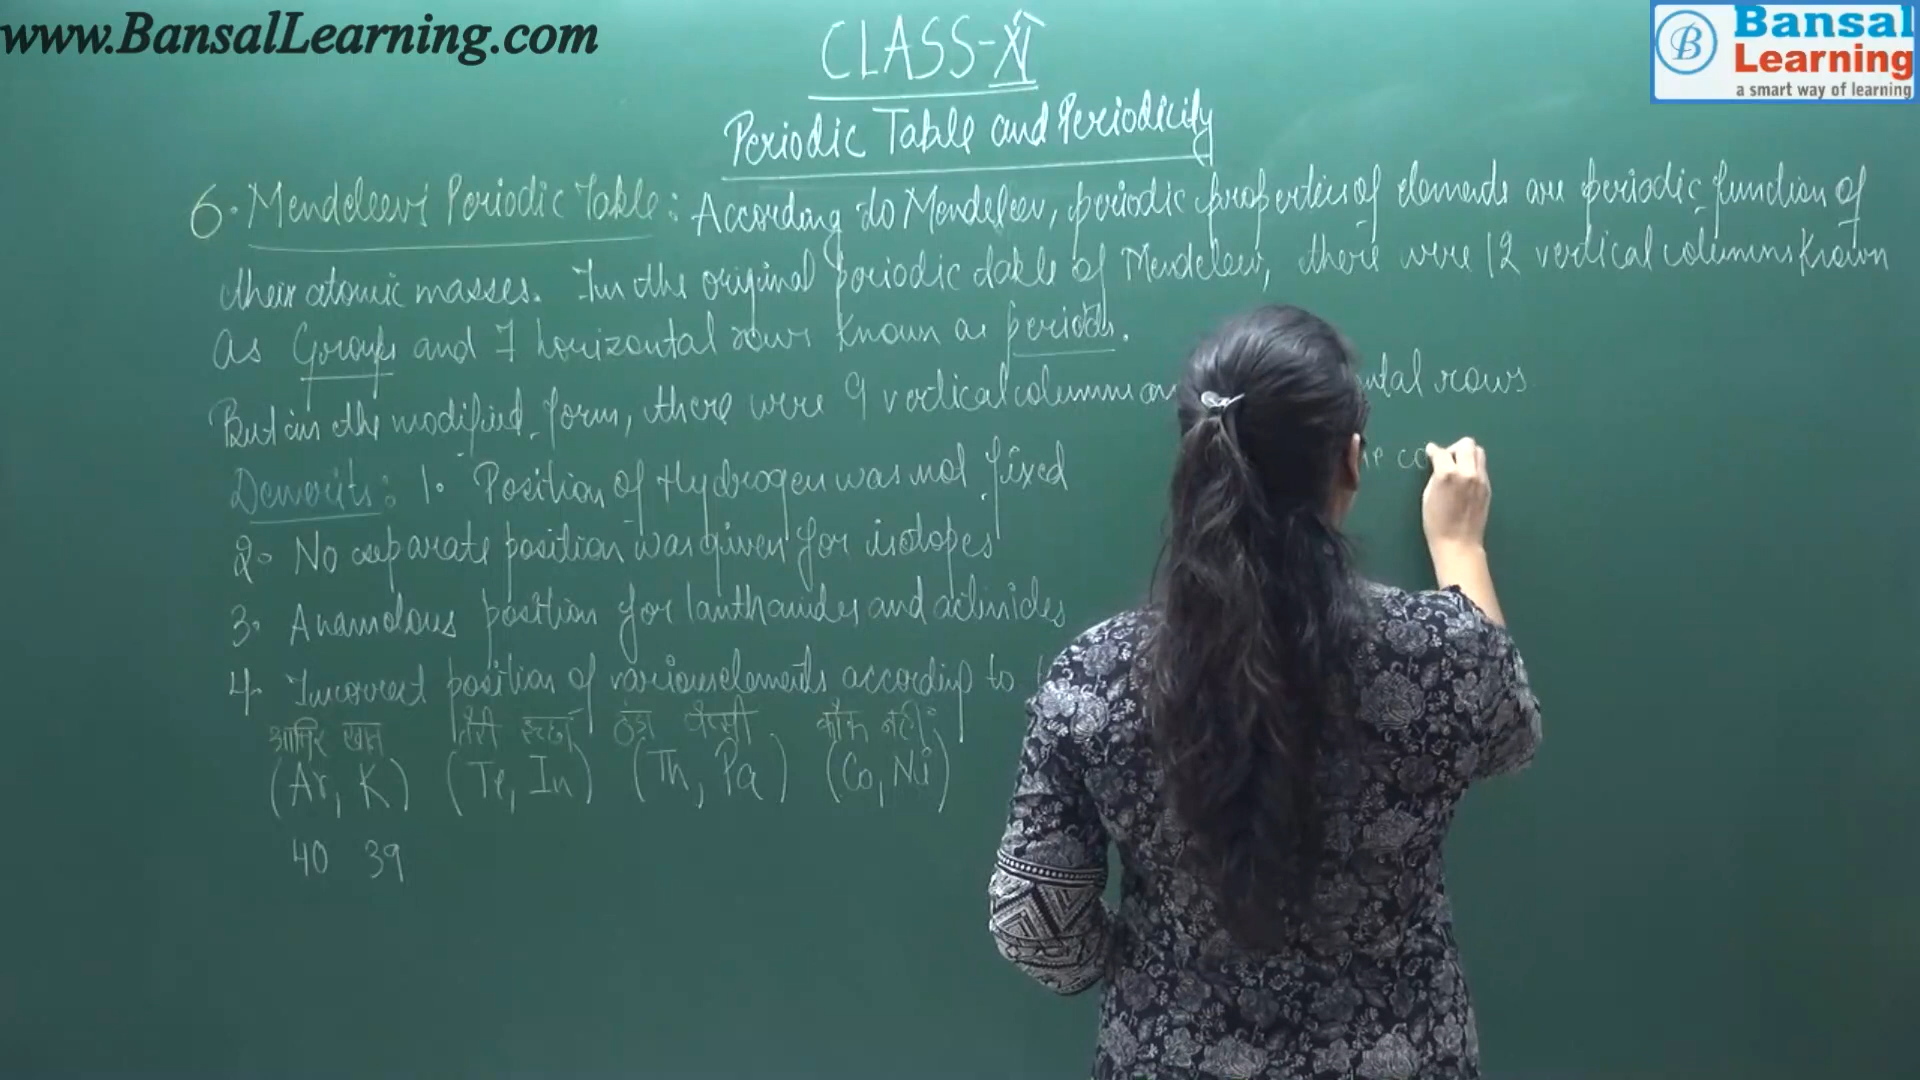 www.BansalLearning.com
Bansal
Learning
a smart way of learning
CLASS-XI
Periodic Table and Periodicity
6. Mendeleev's Periodic Table: According to Mendeleev, periodic properties of elements are periodic function of
their atomic masses. In the original periodic table of Mendeleev, there were 12 vertical columns known
as Groups and 7 horizontal rows known as periods.
But in the modified form, there were 9 vertical columns rows
Demerits: 1. Position of Hydrogen was not fixed
2. No separate position was given for isotopes
3. Anamolous position for lanthanides and actinides
4. Incorrect position of various elements according to
आमिर खान तेरी ठंडा पेप्सी
(Ar, K) (Te, In) (Th, Pa) (Co, Ni)
40 39